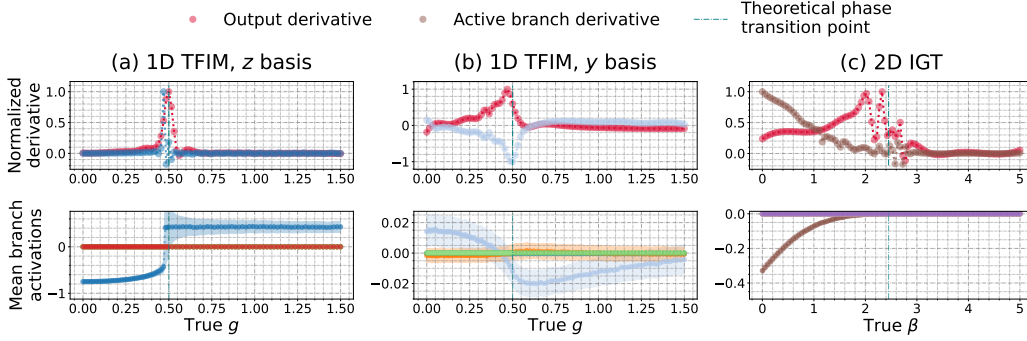 Output derivative Active branch derivative Theoretical phase
transition point
(a) 1D TFIM, z basis (b) 1D TFIM, y basis (c) 2D IGT
Normalized
derivative
1.0
0.5
0.0
0.00 0.25 0.50 0.75 1.00 1.25 1.50
1
0
−1
0.00 0.25 0.50 0.75 1.00 1.25 1.50
1.0
0.5
0.0
0 1 2 3 4 5
Mean branch
activations
0
−1
0.00 0.25 0.50 0.75 1.00 1.25 1.50
True g
0.02
0.00
−0.02
0.00 0.25 0.50 0.75 1.00 1.25 1.50
True g
0.0
−0.2
−0.4
0 1 2 3 4 5
True β